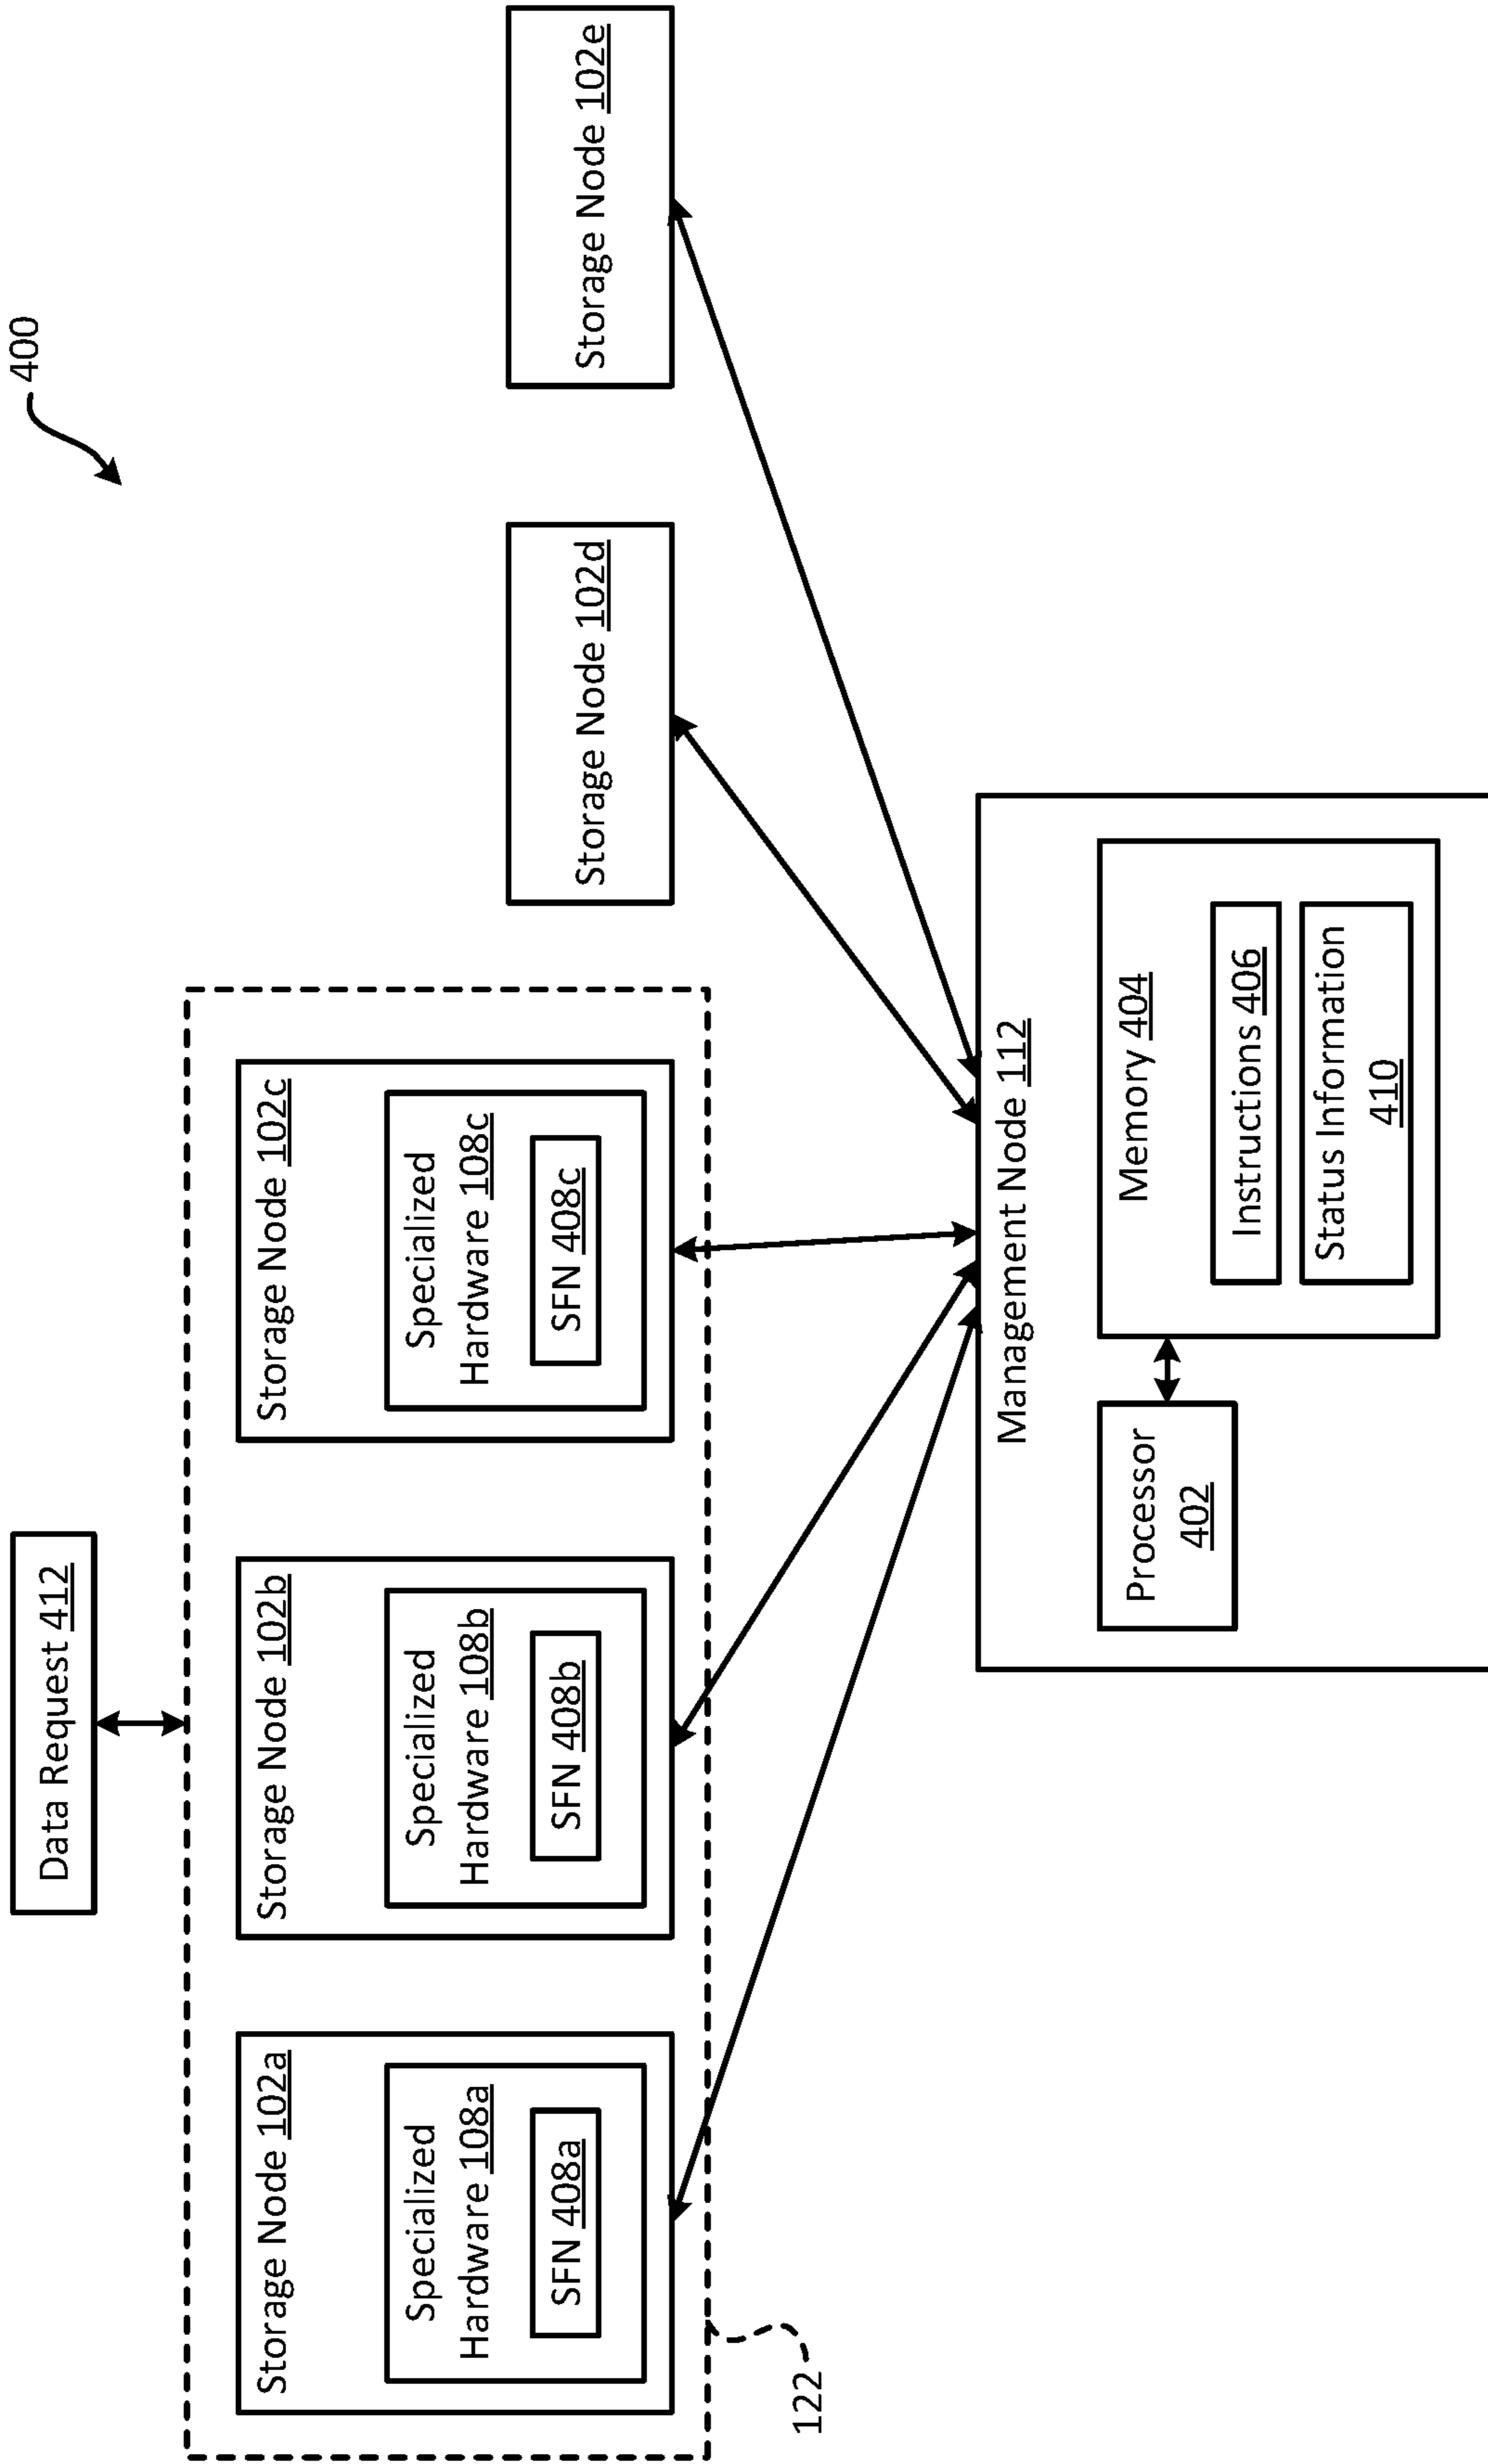 400
Data Request 412
Storage Node 102a
Specialized
Hardware 108a
SFN 408a
Storage Node 102b
Specialized
Hardware 108b
SFN 408b
Storage Node 102c
Specialized
Hardware 108c
SFN 408c
Storage Node 102d
Storage Node 102e
122
Management Node 112
Processor
402
Memory 404
Instructions 406
Status Information
410